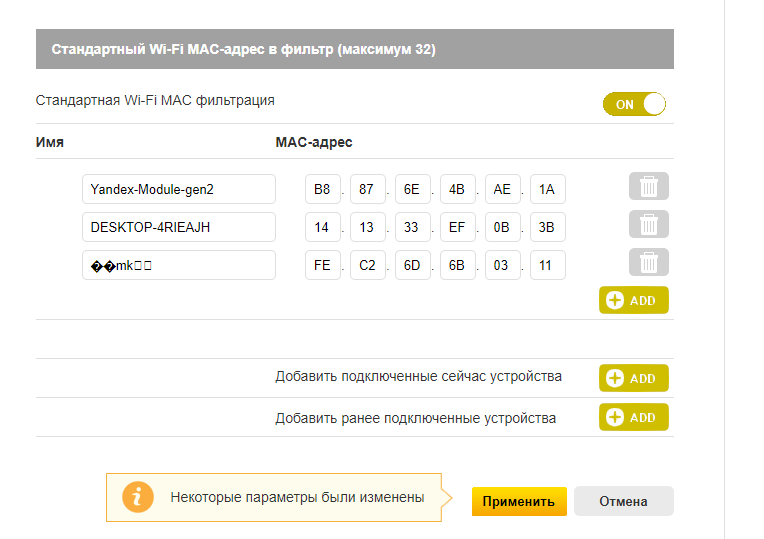 Стандартный Wi-Fi MAC-адрес в фильтр (максимум 32)
Стандартная Wi-Fi MAC фильтрация ON
Имя MAC-адрес
Yandex-Module-gen2 B8 . 87 . 6E . 4B . AE . 1A
DESKTOP-4RIEAJH 14 . 13 . 33 . EF . 0B . 3B
��mk□□ FE . C2 . 6D . 6B . 03 . 11
ADD
Добавить подключенные сейчас устройства ADD
Добавить ранее подключенные устройства ADD
i Некоторые параметры были изменены Применить Отмена